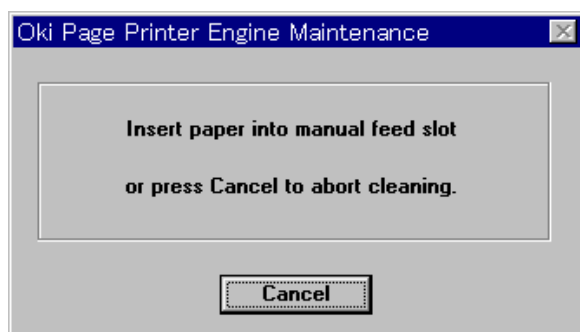 Oki Page Printer Engine Maintenance
Insert paper into manual feed slot
or press Cancel to abort cleaning.
Cancel